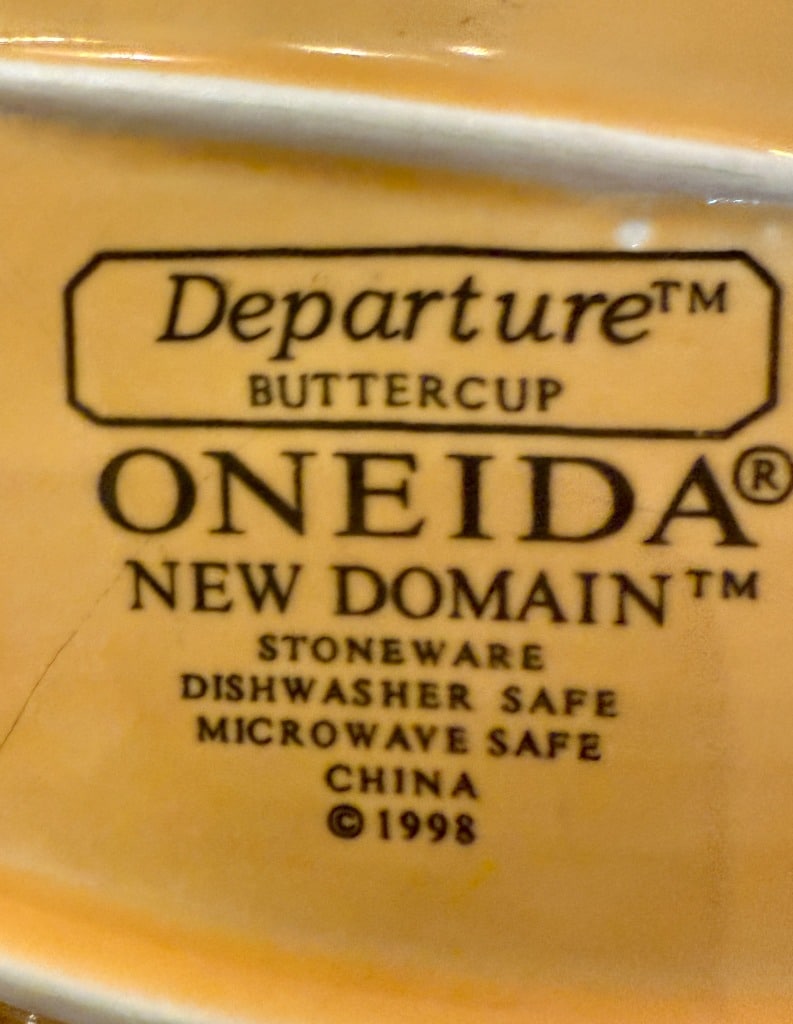 Departure™
BUTTERCUP
ONEIDA®
NEW DOMAIN™
STONEWARE
DISHWASHER SAFE
MICROWAVE SAFE
CHINA
©1998